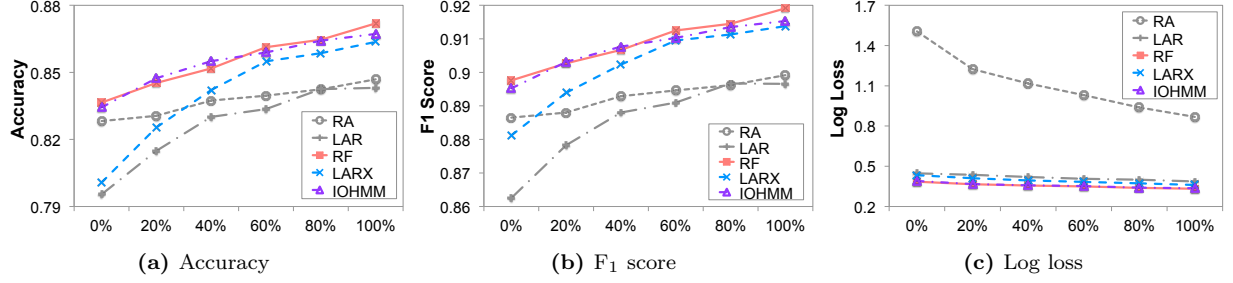 Acccuracy
0.88
0.85
0.82
0.79
0% 20% 40% 60% 80% 100%
RA
LAR
RF
LARX
IOHMM
(a) Accuracy
F1 Score
0.92
0.91
0.9
0.89
0.88
0.87
0.86
0% 20% 40% 60% 80% 100%
RA
LAR
RF
LARX
IOHMM
(b) F1 score
Log Loss
1.7
1.4
1.1
0.8
0.5
0.2
0% 20% 40% 60% 80% 100%
RA
LAR
RF
LARX
IOHMM
(c) Log loss